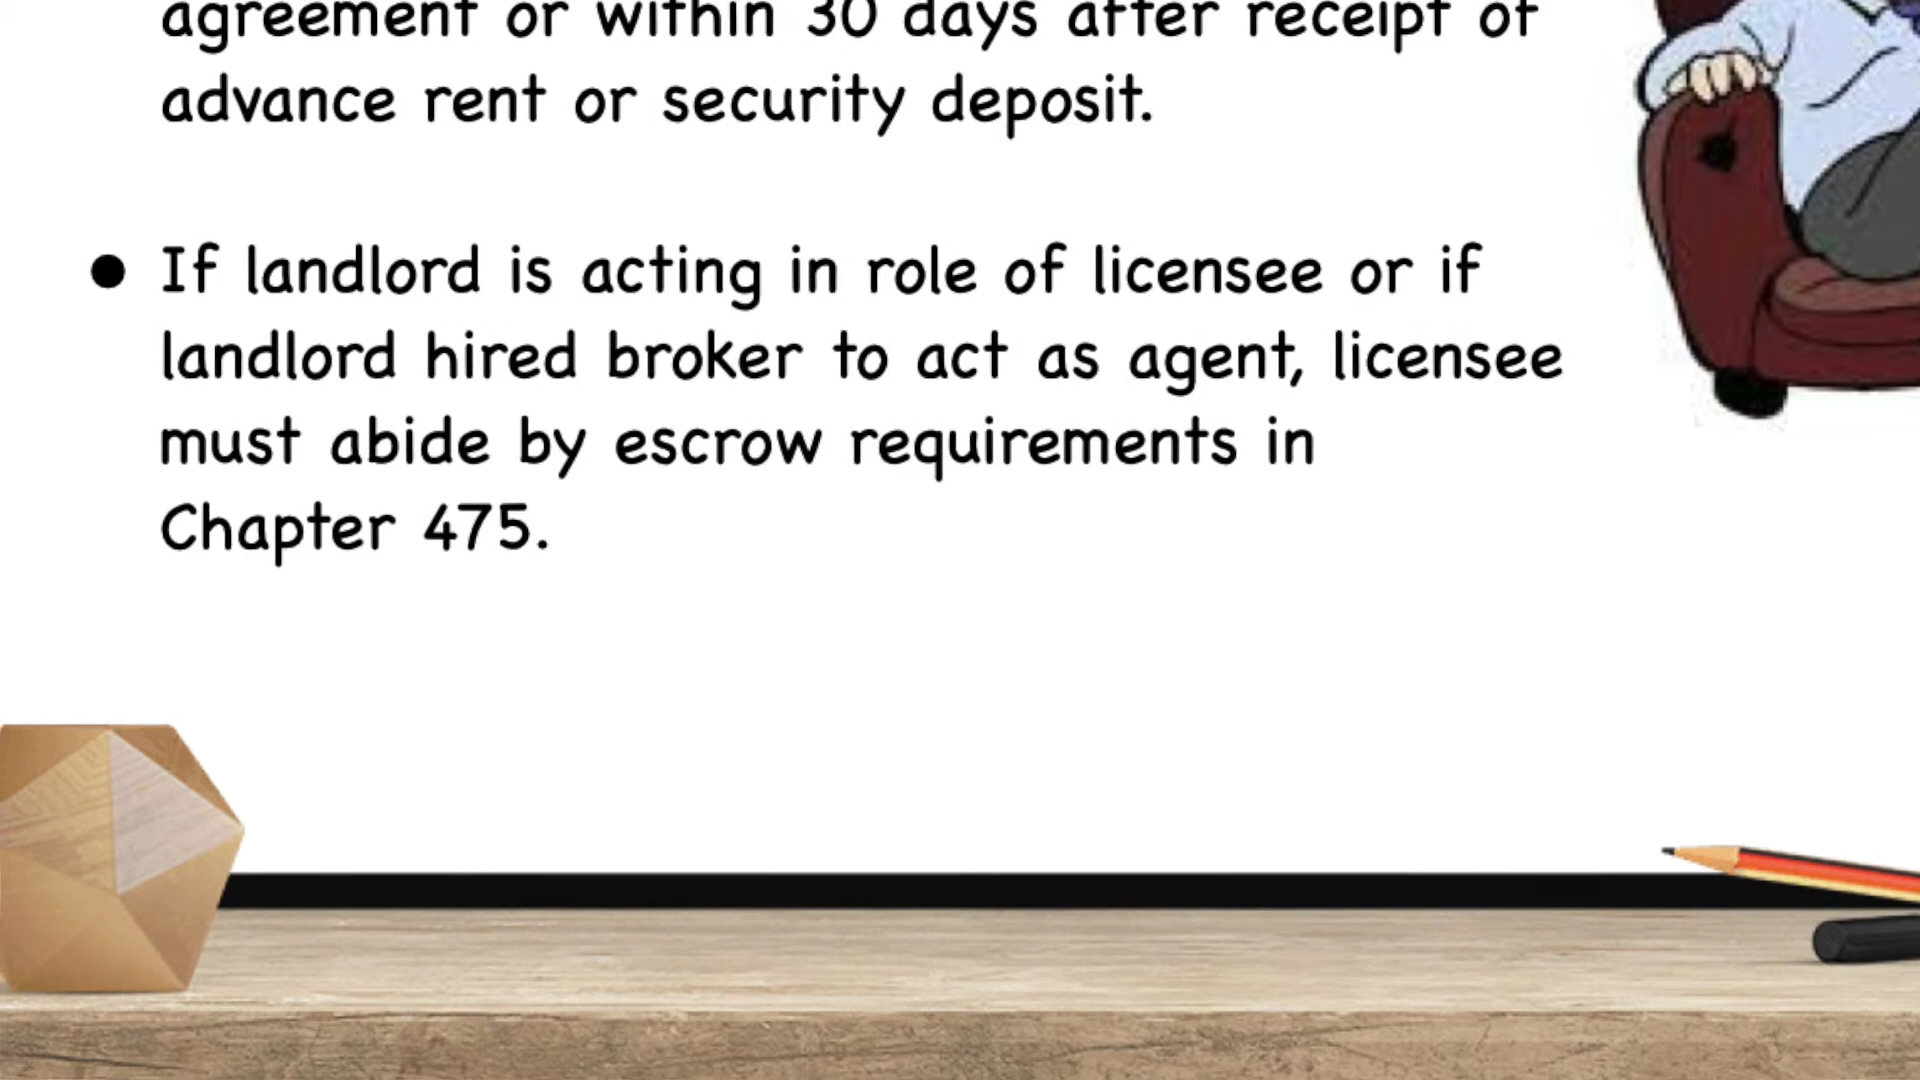 agreement or within 30 days after receipt of
advance rent or security deposit.
● If landlord is acting in role of licensee or if
landlord hired broker to act as agent, licensee
must abide by escrow requirements in
Chapter 475.